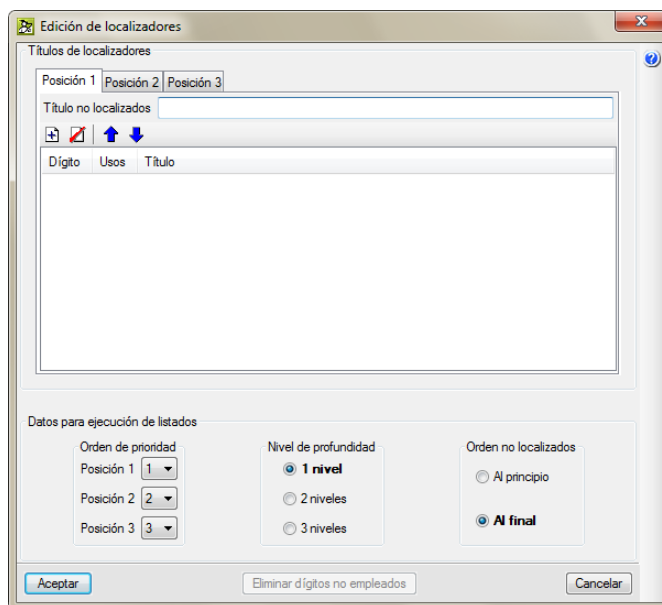 Edición de localizadores
Títulos de localizadores
Posición 1 Posición 2 Posición 3
Título no localizados
Dígito Usos Título
Datos para ejecución de listados
Orden de prioridad
Posición 1 1
Posición 2 2
Posición 3 3
Nivel de profundidad
1 nivel
2 niveles
3 niveles
Orden no localizados
Al principio
Al final
Aceptar Eliminar dígitos no empleados Cancelar